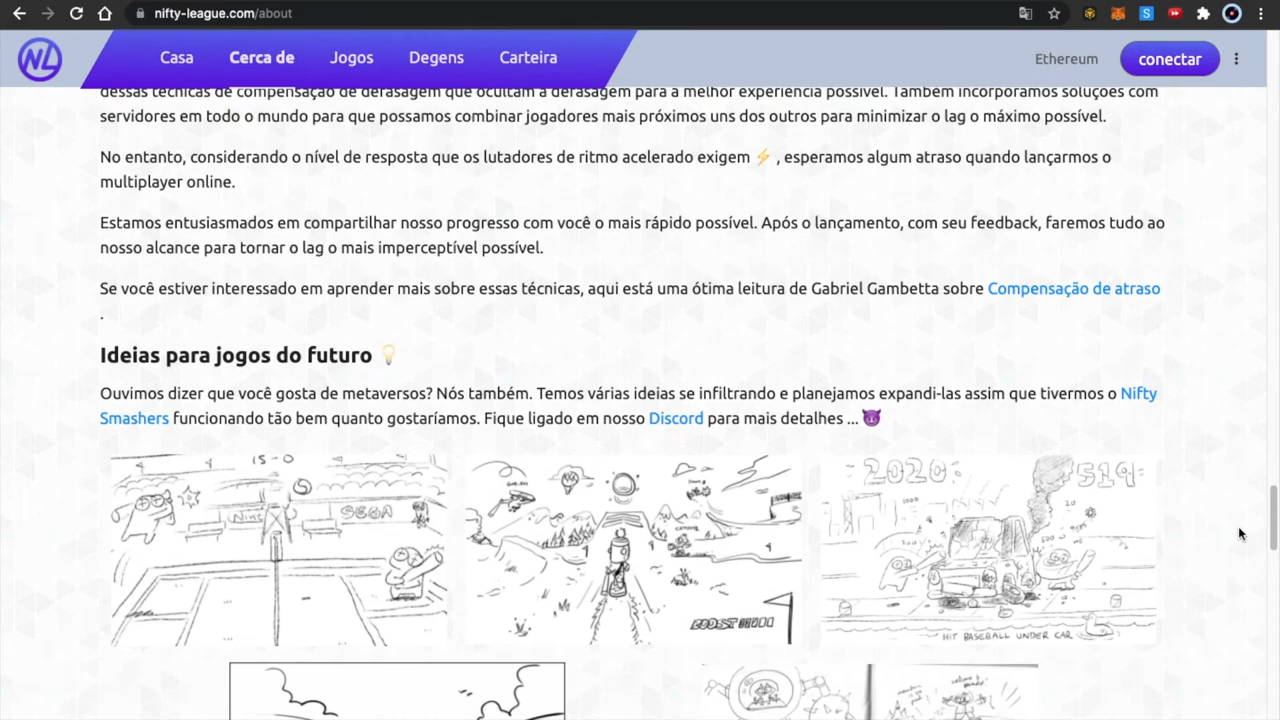 nifty-league.com/about
NL
Casa
Cerca de
Jogos
Degens
Carteira
Ethereum
conectar
dessas técnicas de compensação de defasagem que ocultam a defasagem para a melhor experiência possível. Também incorporamos soluções com
servidores em todo o mundo para que possamos combinar jogadores mais próximos uns dos outros para minimizar o lag o máximo possível.
No entanto, considerando o nível de resposta que os lutadores de ritmo acelerado exigem ⚡ , esperamos algum atraso quando lançarmos o
multiplayer online.
Estamos entusiasmados em compartilhar nosso progresso com você o mais rápido possível. Após o lançamento, com seu feedback, faremos tudo ao
nosso alcance para tornar o lag o mais imperceptível possível.
Se você estiver interessado em aprender mais sobre essas técnicas, aqui está uma ótima leitura de Gabriel Gambetta sobre Compensação de atraso
.
Ideias para jogos do futuro 💡
Ouvimos dizer que você gosta de metaversos? Nós também. Temos várias ideias se infiltrando e planejamos expandi-las assim que tivermos o Nifty
Smashers funcionando tão bem quanto gostaríamos. Fique ligado em nosso Discord para mais detalhes ... 😈
15-0
SEGA
BOOST
2020:
519:
1000
HIT BASEBALL UNDER CAR